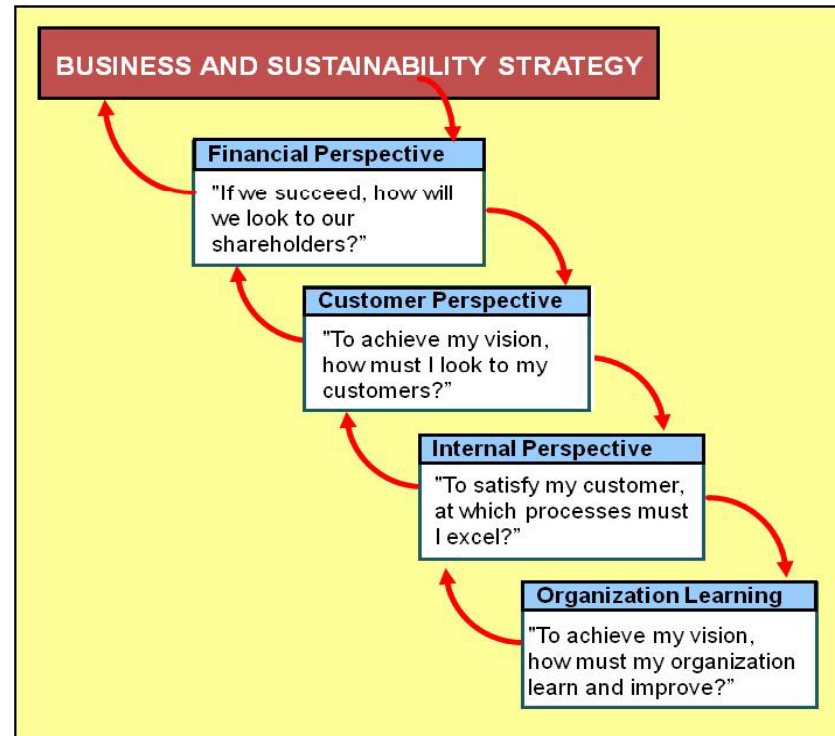 BUSINESS AND SUSTAINABILITY STRATEGY
Financial Perspective
"If we succeed, how will
we look to our
shareholders?”
Customer Perspective
"To achieve my vision,
how must I look to my
customers?”
Internal Perspective
"To satisfy my customer,
at which processes must
I excel?”
Organization Learning
"To achieve my vision,
how must my organization
learn and improve?”